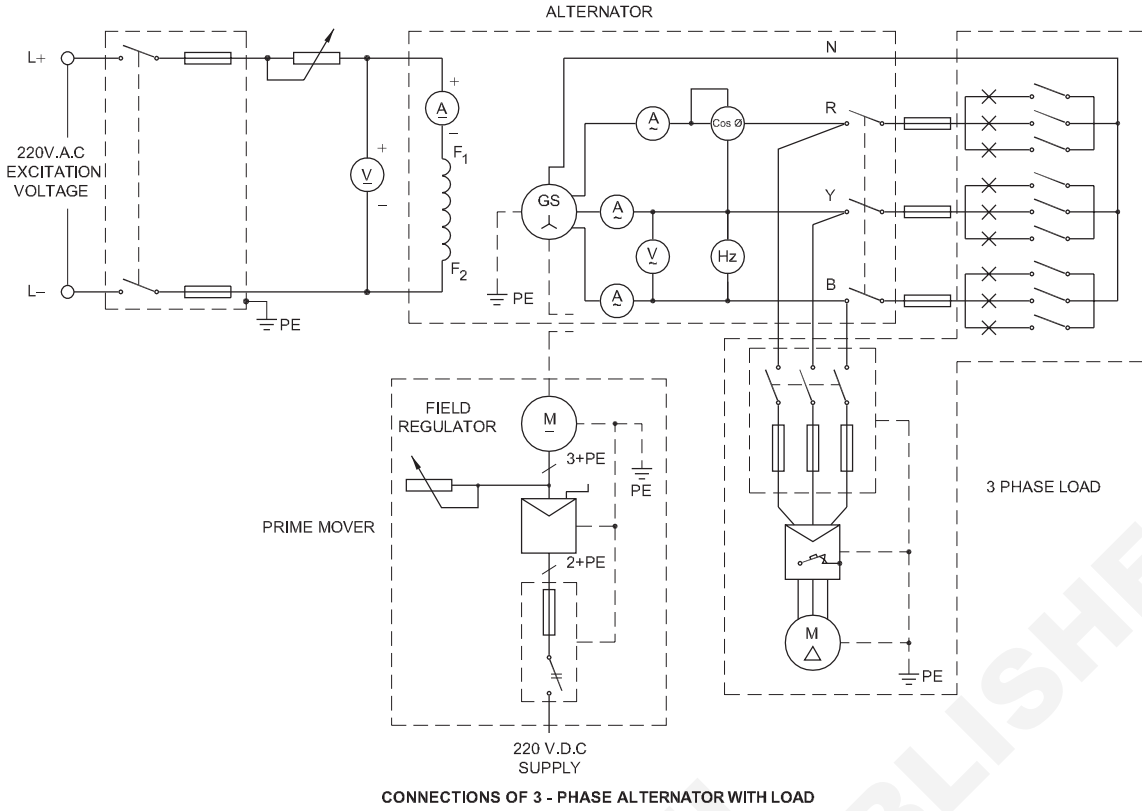 ALTERNATOR
L+
220V.A.C
EXCITATION
VOLTAGE
L–
PE
+
V
–
+
A
–
F1
F2
GS
PE
A
~
A
~
A
~
Cos Ø
V
~
Hz
N
R
Y
B
FIELD
REGULATOR
M
–
3+PE
PE
PRIME MOVER
2+PE
220 V.D.C
SUPPLY
3 PHASE LOAD
M
△
PE
CONNECTIONS OF 3 - PHASE ALTERNATOR WITH LOAD